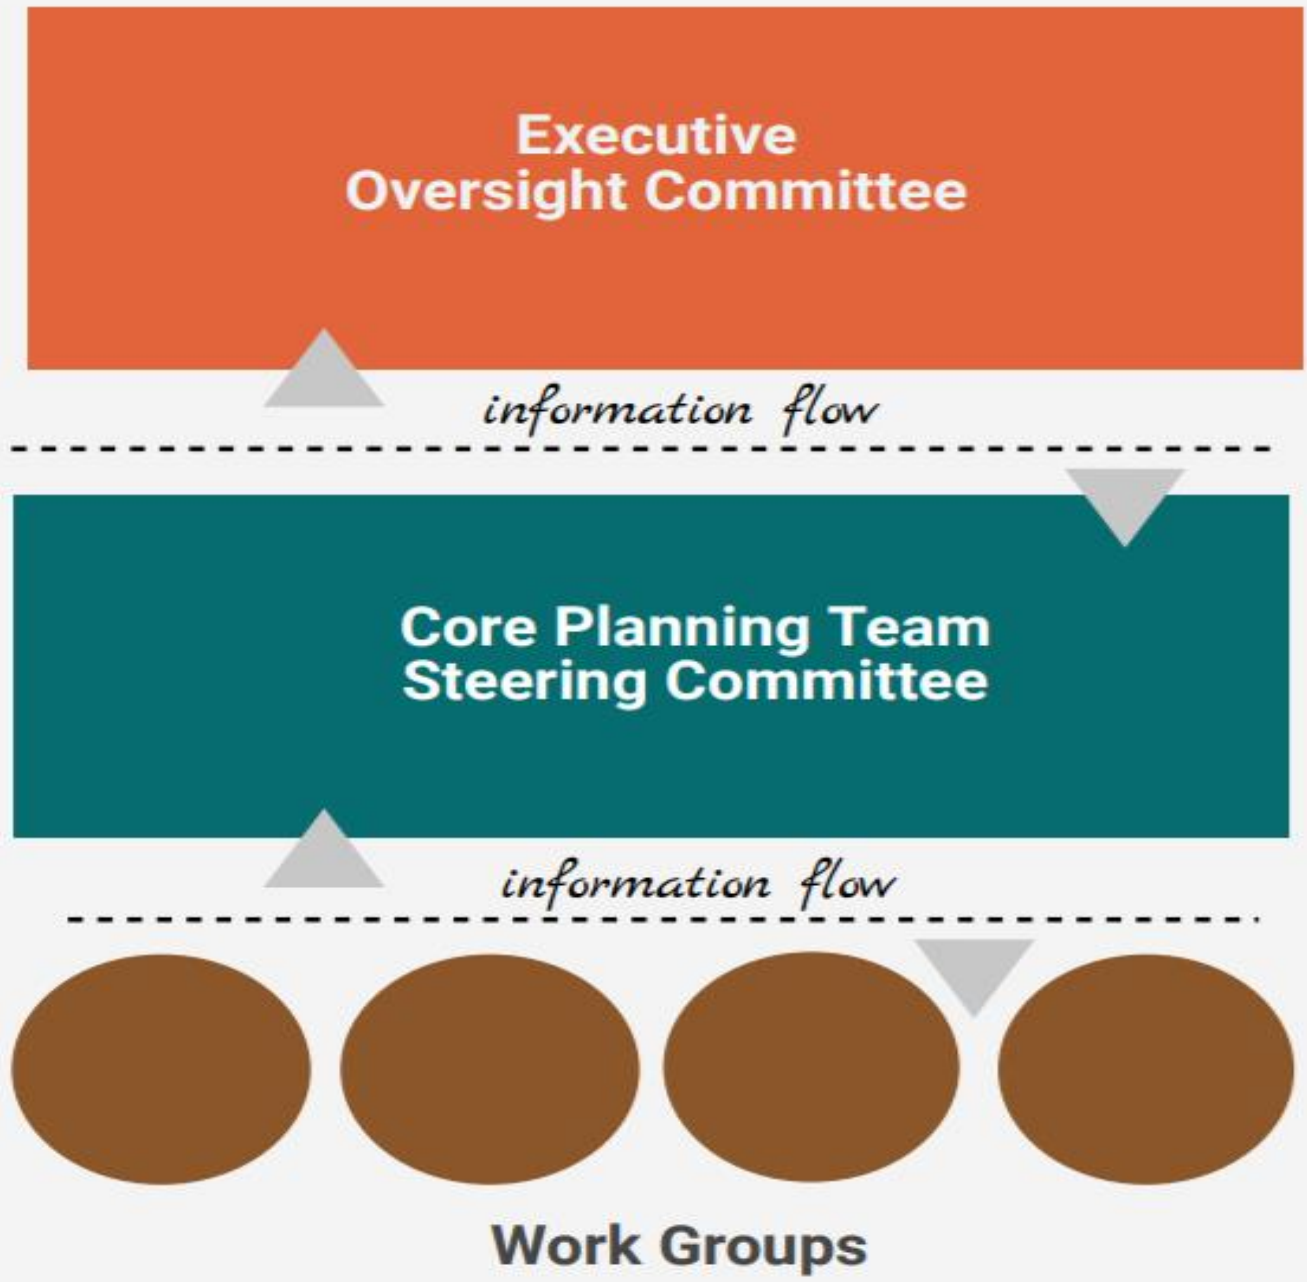 Executive
Oversight Committee
information flow
Core Planning Team
Steering Committee
information flow
Work Groups